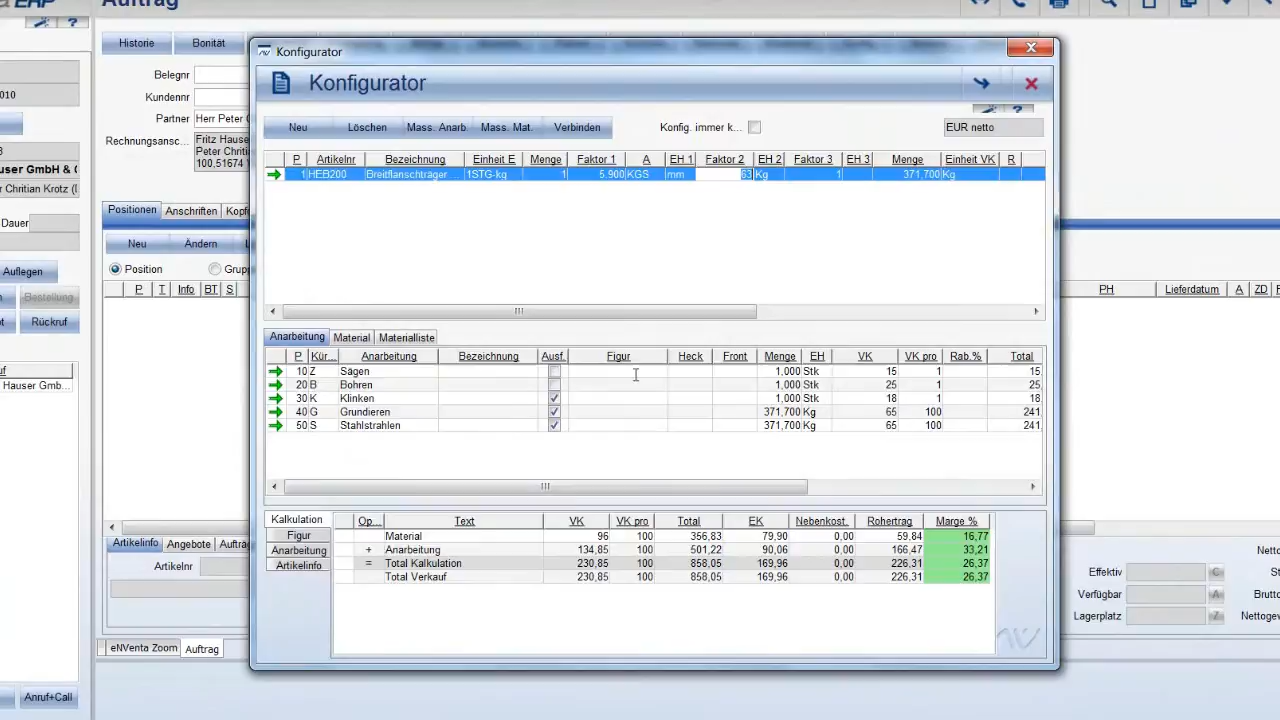 ERP
Auftrag
?
Historie
Bonität
Belegnr
Kundennr
Partner
Herr Peter
Rechnungsansc...
Fritz Hauser
Peter Christi
100,51674 W
010
3
user GmbH & (
r Chritian Krotz (l
Dauer
Auflegen
Bestellung
Rückruf
Hauser Gmb...
Anruf+Call
Positionen
Anschriften
Kopf
Neu
Ändern
Position
Grupp
P
T
Info
BT
S
Artikelinfo
Angebote
Aufträ
Artikelnr
eNVenta Zoom
Auftrag
Konfigurator
Konfigurator
?
Neu
Löschen
Mass. Anarb
Mass. Mat.
Verbinden
Konfig. immer k...
EUR netto
P Artikelnr Bezeichnung Einheit E Menge Faktor 1 A EH 1 Faktor 2 EH 2 Faktor 3 EH 3 Menge Einheit VK R
1 HEB200 Breitflanschträger ... 1STG-kg 1 5.900 KGS mm 63 Kg 1 371,700 Kg
Anarbeitung
Material
Materialliste
P Kür... Anarbeitung Bezeichnung Ausf. Figur Heck Front Menge EH VK VK pro Rab.% Total
10 Z Sägen 1,000 Stk 15 1 15
20 B Bohren 1,000 Stk 25 1 25,
30 K Klinken 1,000 Stk 18 1 18
40 G Grundieren 371,700 Kg 65 100 241,
50 S Stahlstrahlen 371,700 Kg 65 100 241,
Kalkulation
Figur
Anarbeitung
Artikelinfo
Op... Text VK VK pro Total EK Nebenkost. Rohertrag Marge %
Material 96 100 356,83 79,90 0,00 59,84 16,77
+ Anarbeitung 134,85 100 501,22 90,06 0,00 166,47 33,21
= Total Kalkulation 230,85 100 858,05 169,96 0,00 226,31 26,37
Total Verkauf 230,85 100 858,05 169,96 0,00 226,31 26,37
PH
Lieferdatum
A
ZD
Effektiv
C
Verfügbar
A
Lagerplatz
Z
Netto
St
Brutto
Nettogew